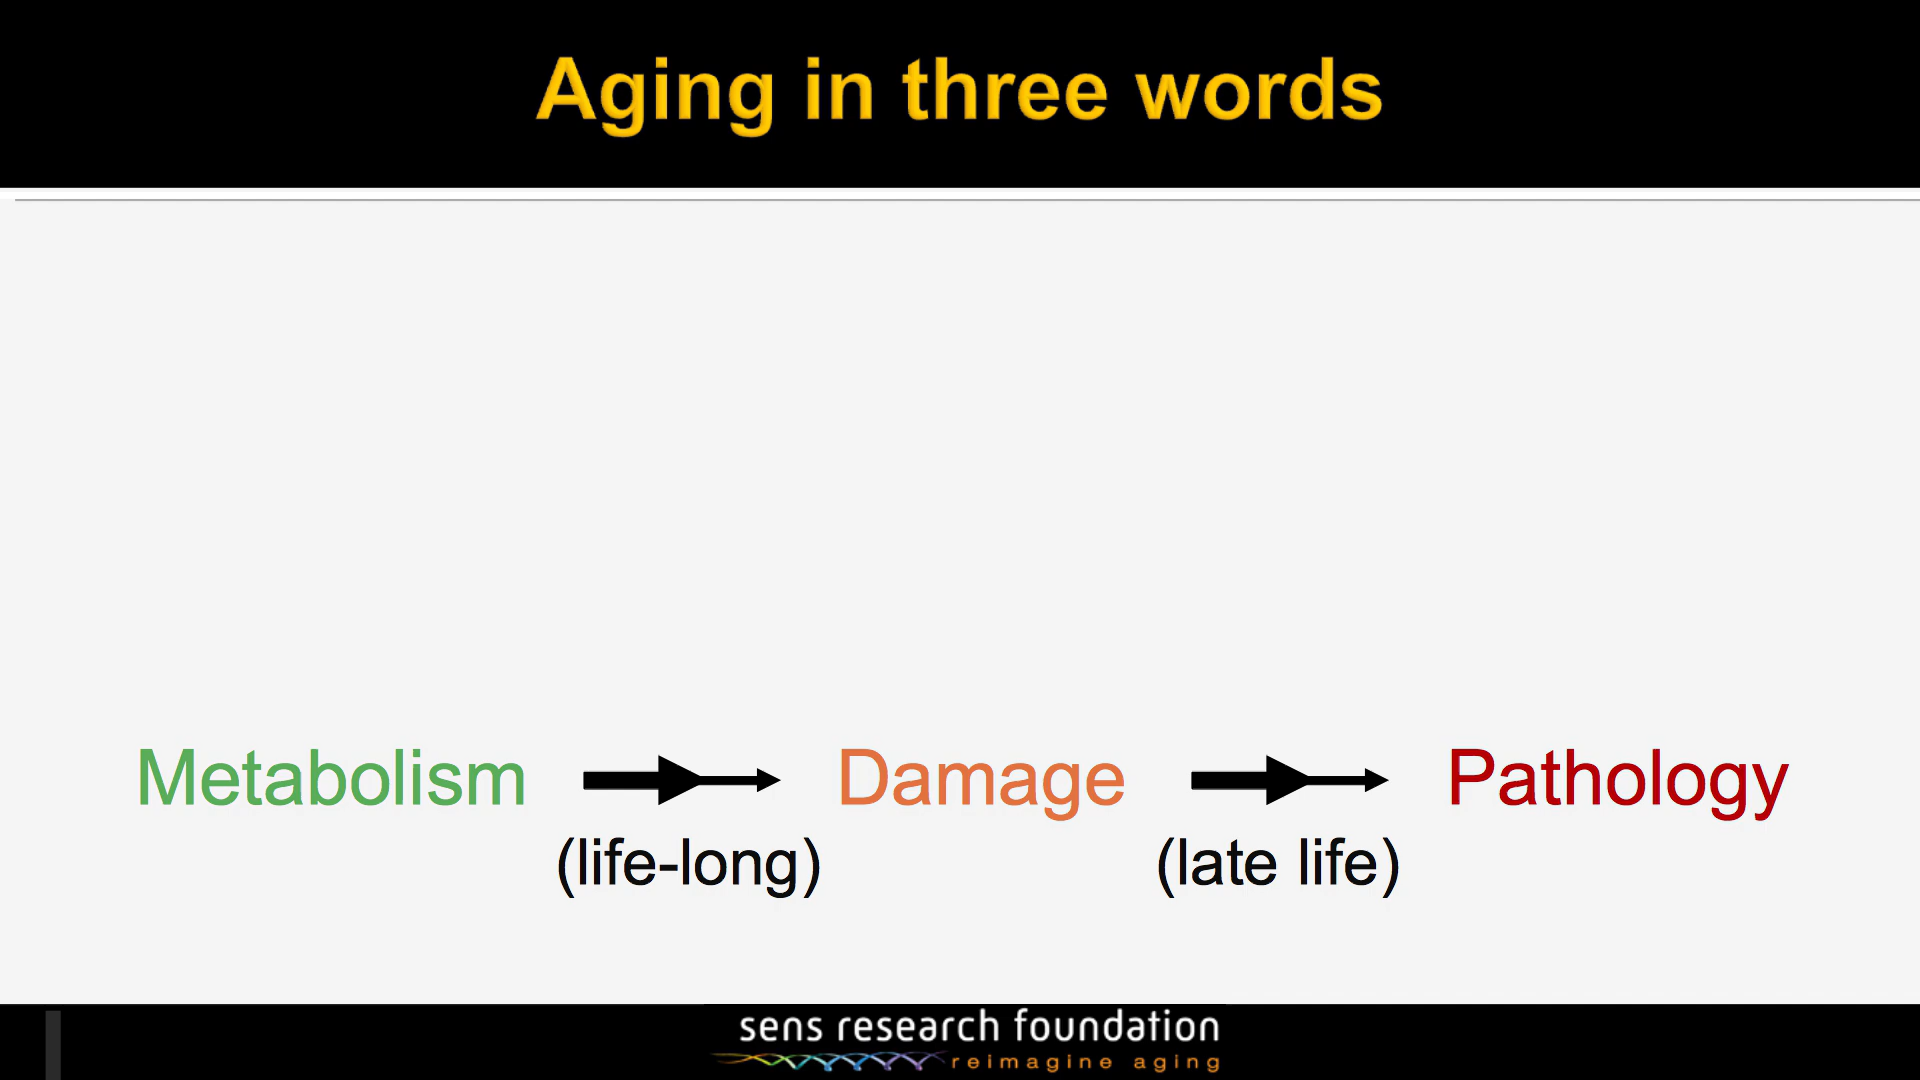 Aging in three words
Metabolism Damage Pathology
(life-long) (late life)
sens research foundation
reimagine aging